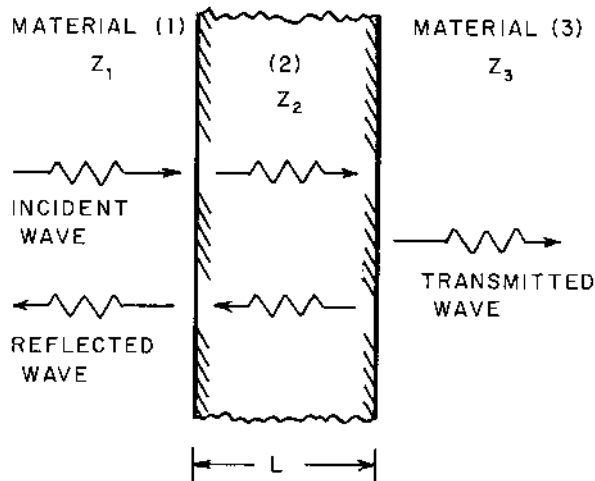 MATERIAL (1)
Z₁
(2)
Z₂
MATERIAL (3)
Z₃
INCIDENT
WAVE
REFLECTED
WAVE
TRANSMITTED
WAVE
L